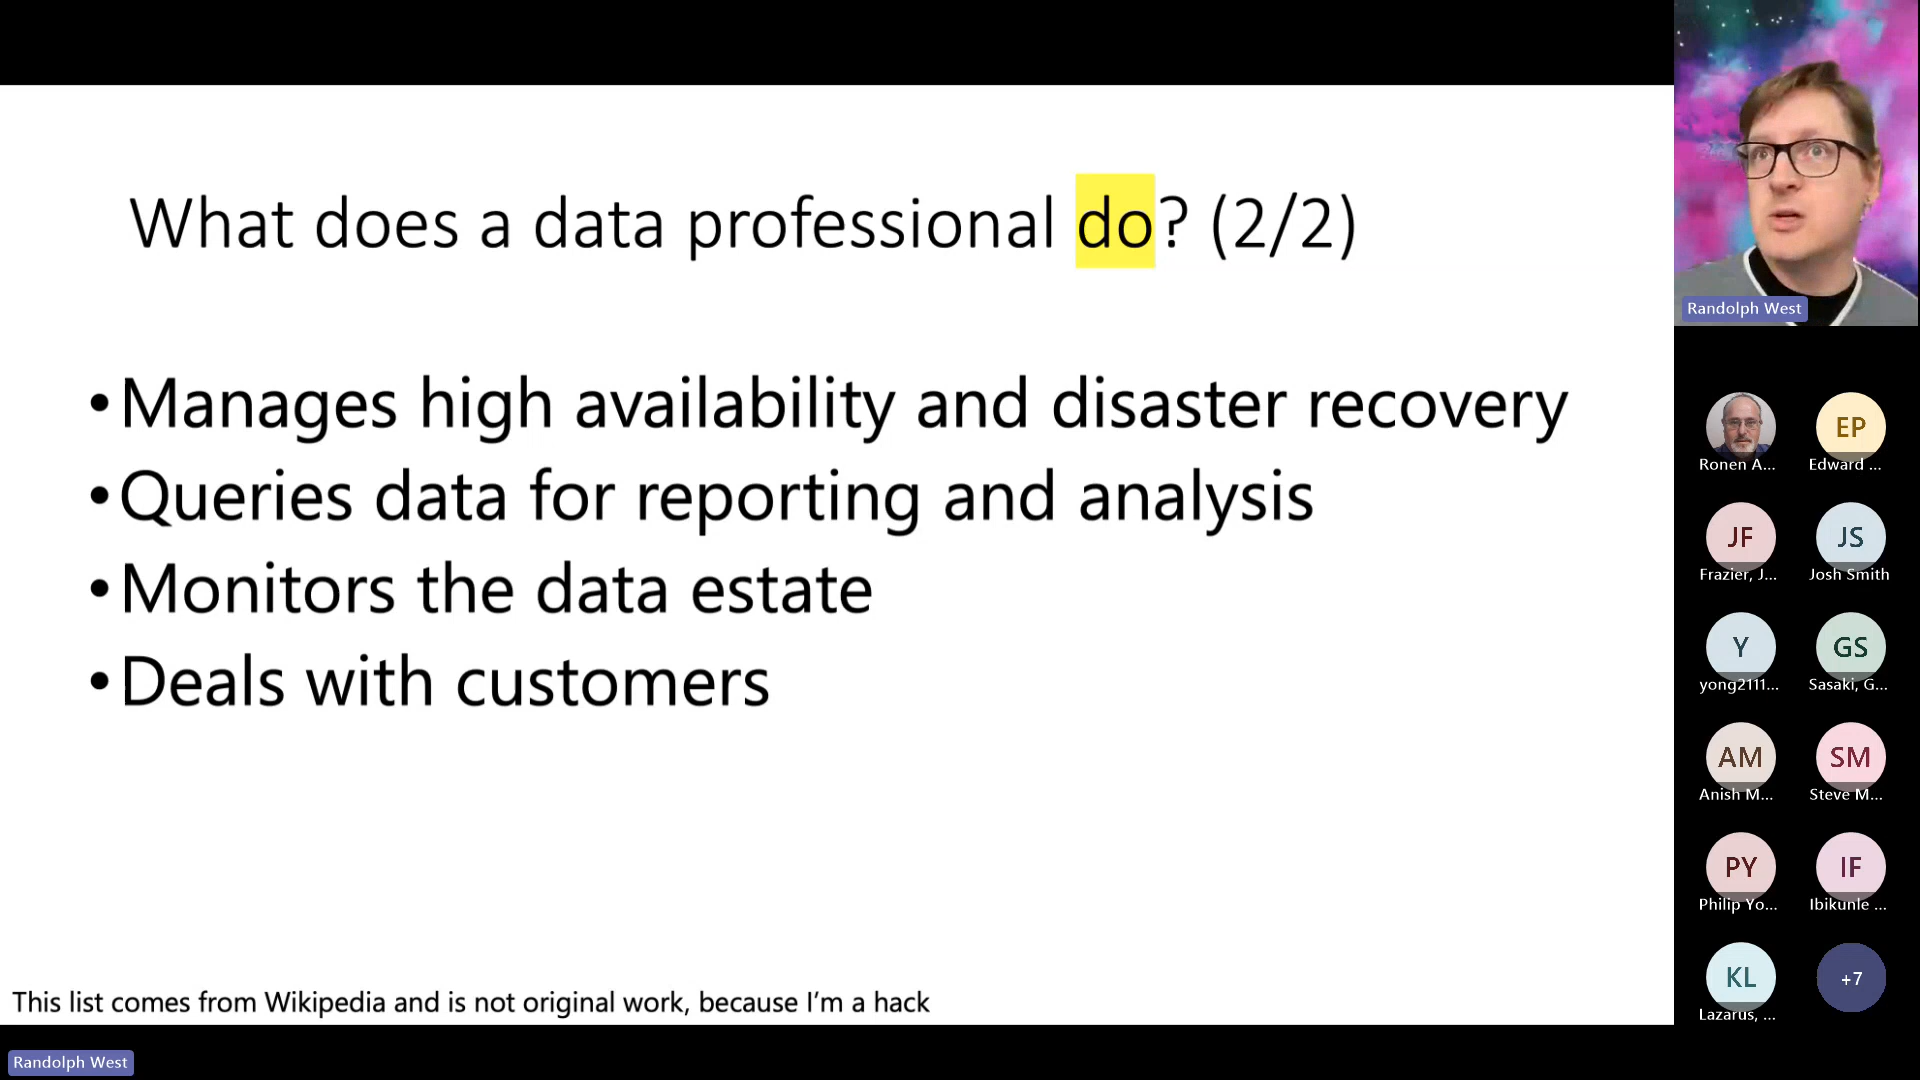 What does a data professional do? (2/2)
•Manages high availability and disaster recovery
•Queries data for reporting and analysis
•Monitors the data estate
•Deals with customers
This list comes from Wikipedia and is not original work, because I'm a hack
Randolph West
Randolph West
Ronen A...
EP
Edward ...
JF
Frazier, J...
JS
Josh Smith
Y
yong2111...
GS
Sasaki, G...
AM
Anish M...
SM
Steve M...
PY
Philip Yo...
IF
Ibikunle ...
KL
Lazarus, ...
+7